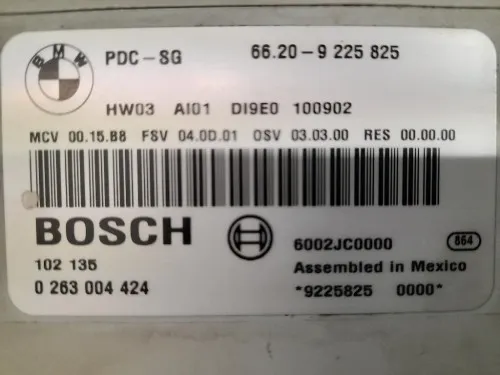 BMW
PDC-SG 66.20-9 225 825
HW03 AI01 DI9E0 100902
MCV 00.15.B8 FSV 04.0D.01 OSV 03.03.00 RES 00.00.00
BOSCH
6002JC0000 864
102 135 Assembled in Mexico
0 263 004 424 *9225825 0000*